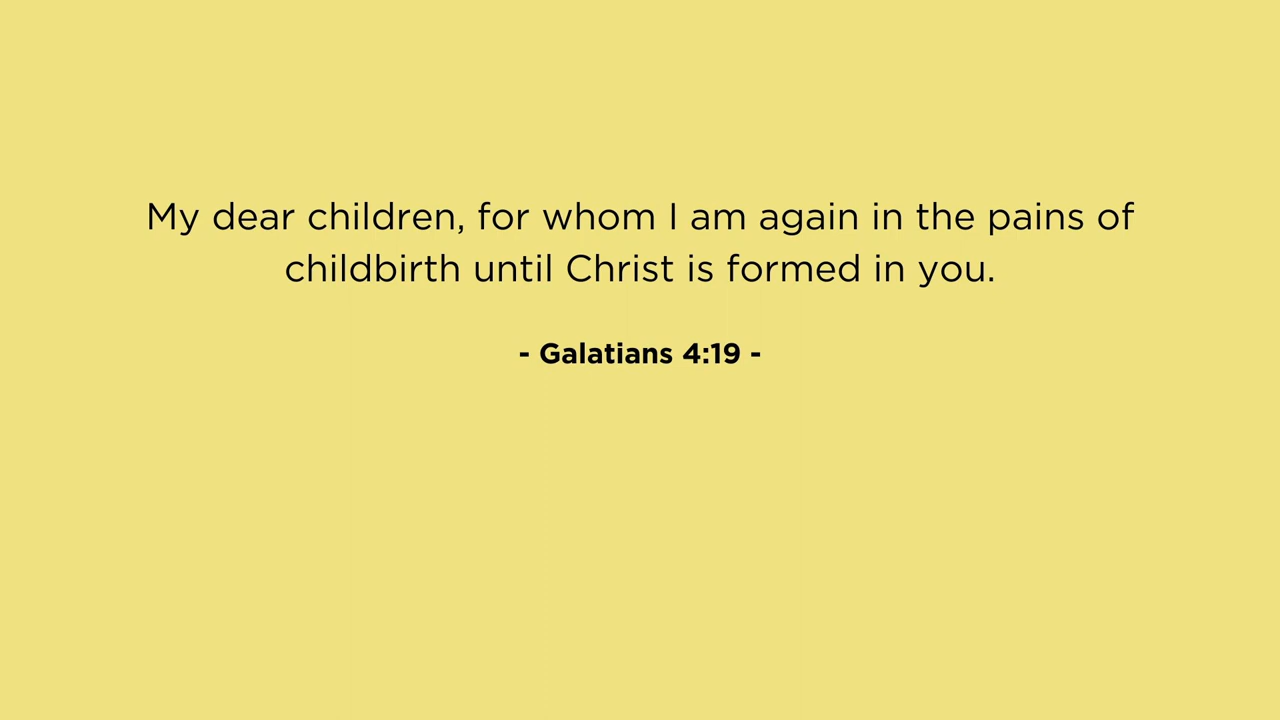 My dear children, for whom I am again in the pains of
childbirth until Christ is formed in you.
- Galatians 4:19 -